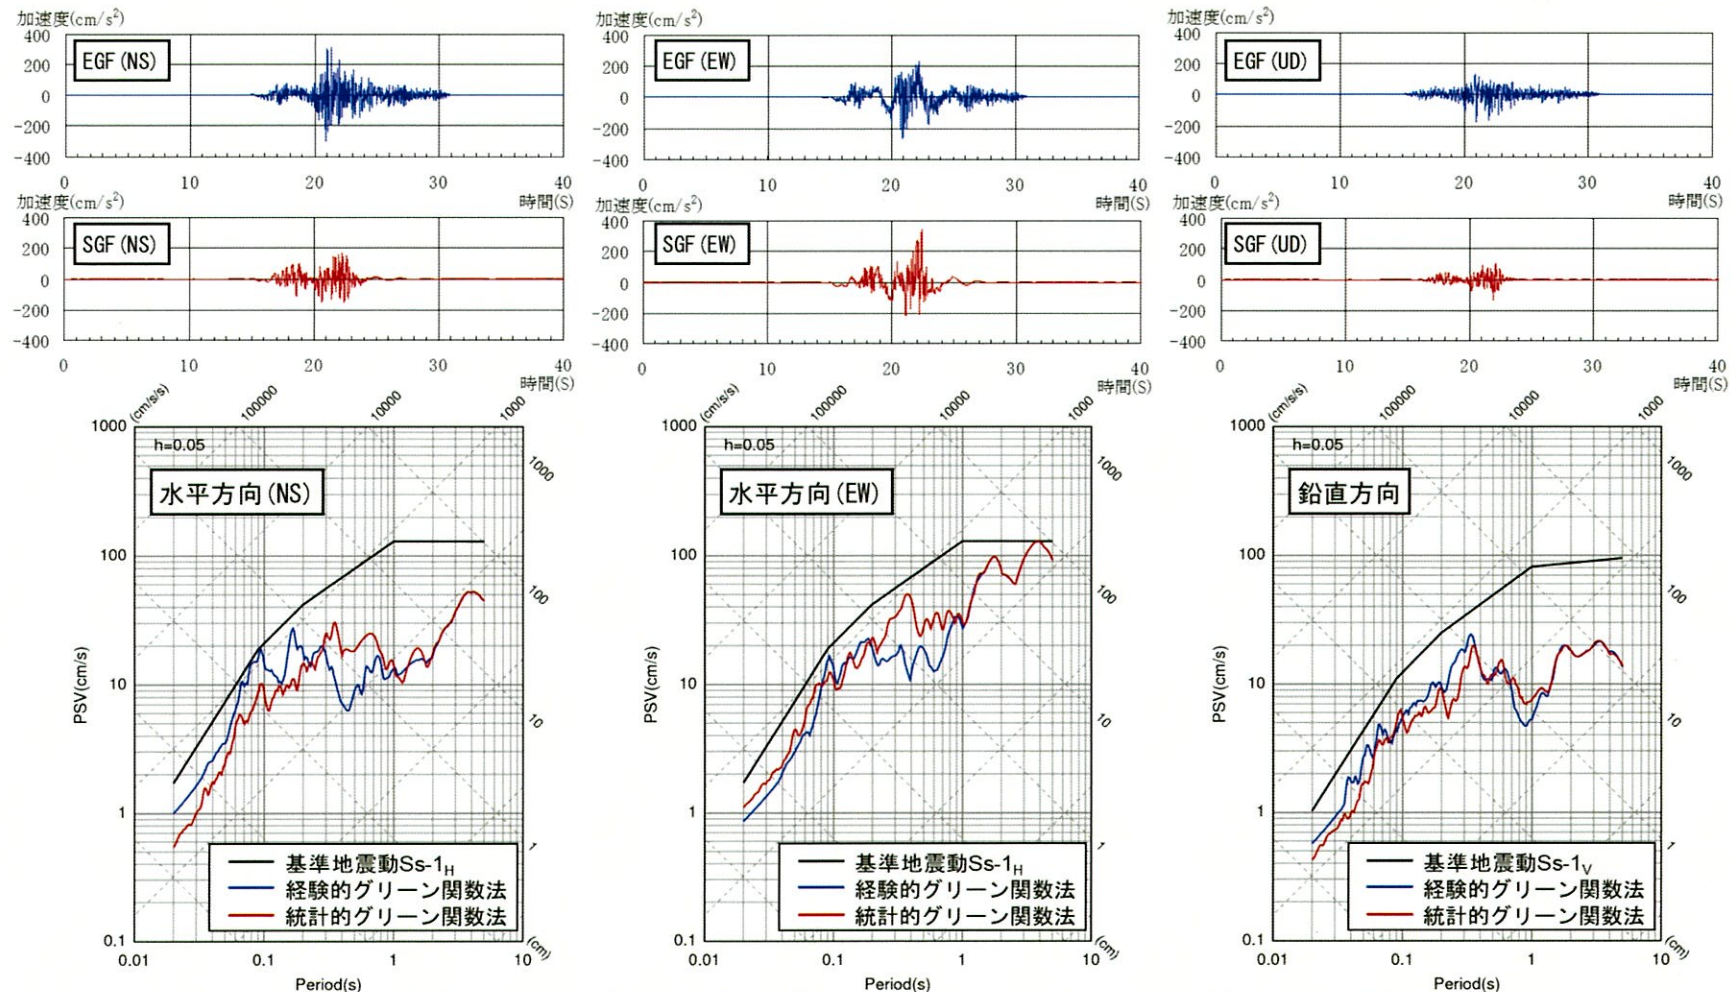 加速度(cm/s²)
400
200
0
-200
-400
EGF(NS)
0 10 20 30 40
時間(S)
加速度(cm/s²)
400
200
0
-200
-400
EGF(EW)
0 10 20 30 40
時間(S)
加速度(cm/s²)
400
200
0
-200
-400
EGF(UD)
0 10 20 30 40
時間(S)
加速度(cm/s²)
400
200
0
-200
-400
SGF(NS)
0 10 20 30 40
時間(S)
加速度(cm/s²)
400
200
0
-200
-400
SGF(EW)
0 10 20 30 40
時間(S)
加速度(cm/s²)
400
200
0
-200
-400
SGF(UD)
0 10 20 30 40
時間(S)
(cm/s/s)
100000
10000
1000
1000
100
10
1
(cm)
1000
100
10
1
0.1
PSV(cm/s)
h=0.05
水平方向(NS)
基準地震動Ss-1H
経験的グリーン関数法
統計的グリーン関数法
0.01 0.1 1 10
Period(s)
(cm/s/s)
100000
10000
1000
1000
100
10
1
(cm)
1000
100
10
1
0.1
PSV(cm/s)
h=0.05
水平方向(EW)
基準地震動Ss-1H
経験的グリーン関数法
統計的グリーン関数法
0.01 0.1 1 10
Period(s)
(cm/s/s)
100000
10000
1000
1000
100
10
1
(cm)
1000
100
10
1
0.1
PSV(cm/s)
h=0.05
鉛直方向
基準地震動Ss-1V
経験的グリーン関数法
統計的グリーン関数法
0.01 0.1 1 10
Period(s)